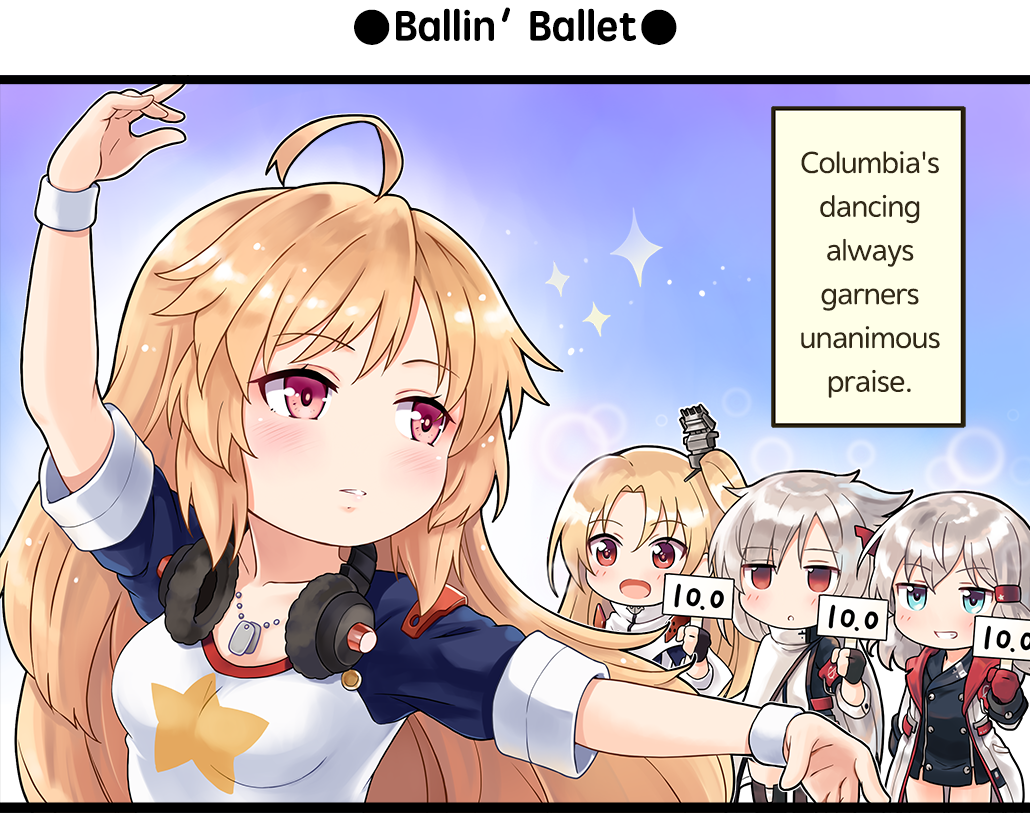 ●Ballin' Ballet●
Columbia's
dancing
always
garners
unanimous
praise.
10.0
10.0
10.0